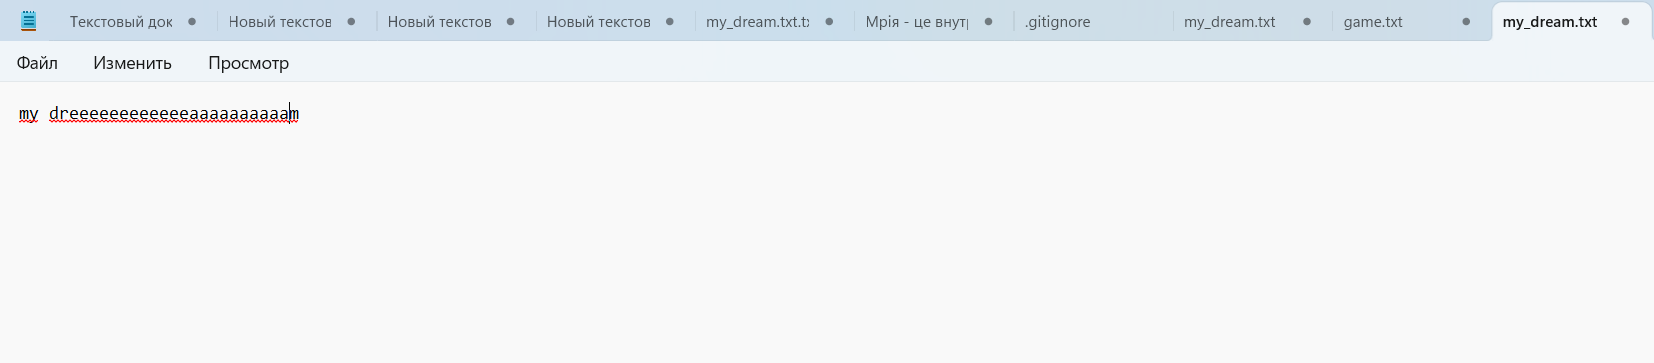 Текстовый док
Новый текстов
Новый текстов
Новый текстов
my_dream.txt.t
Мрія - це внут
.gitignore
my_dream.txt
game.txt
my_dream.txt
Файл Изменить Просмотр
my dreeeeeeeeeeeeaaaaaaaaaam